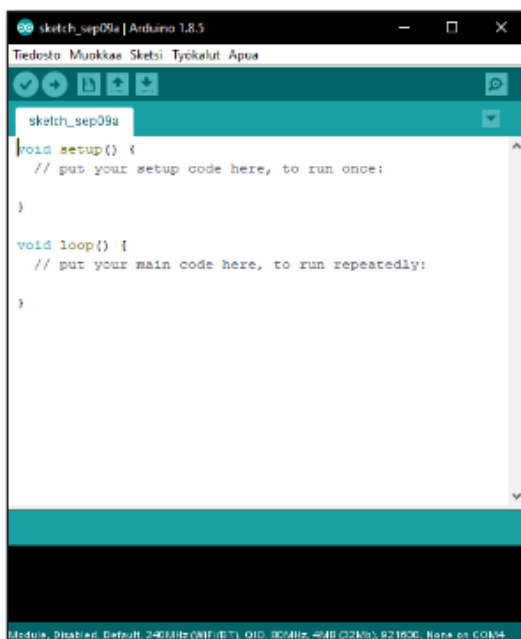 sketch_sep09a | Arduino 1.8.5
Tiedosto Muokkaa Sketsi Työkalut Apua
sketch_sep09a
void setup() {
// put your setup code here, to run once:
}
void loop() {
// put your main code here, to run repeatedly:
}
Module, Disabled, Default, 240MHz (WiFi/BT), QIO, 80MHz, 4MB (32Mb), 921600, None on COM4